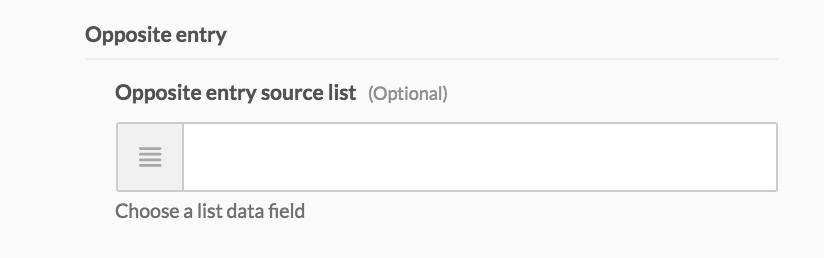 Opposite entry
Opposite entry source list (Optional)
Choose a list data field